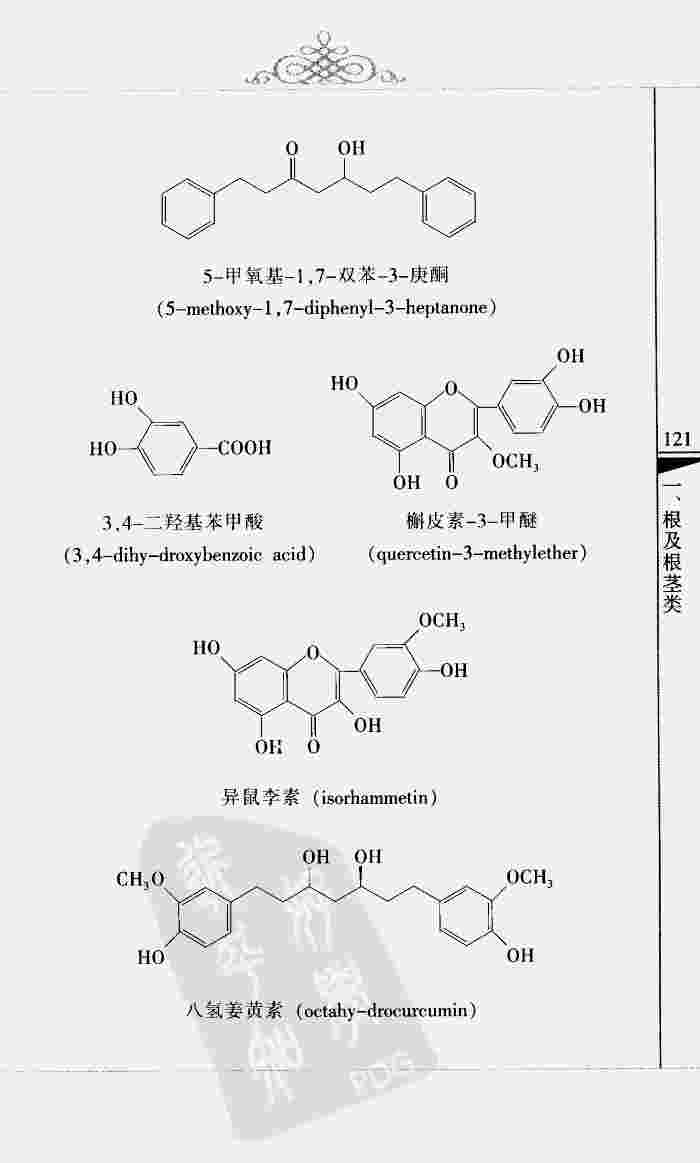 O
OH
5-甲氧基-1,7-双苯-3-庚酮
(5-methoxy-1,7-diphenyl-3-heptanone)
HO
HO
COOH
3,4-二羟基苯甲酸
(3,4-dihy-droxybenzoic acid)
HO
O
OH
OH
OCH₃
OH
O
槲皮素-3-甲醚
(quercetin-3-methylether)
121
一、根及根茎类
HO
O
OCH₃
OH
OH
OH
O
异鼠李素 (isorhammetin)
OH
OH
CH₃O
HO
OCH₃
OH
八氢姜黄素 (octahy-drocurcumin)
PDG